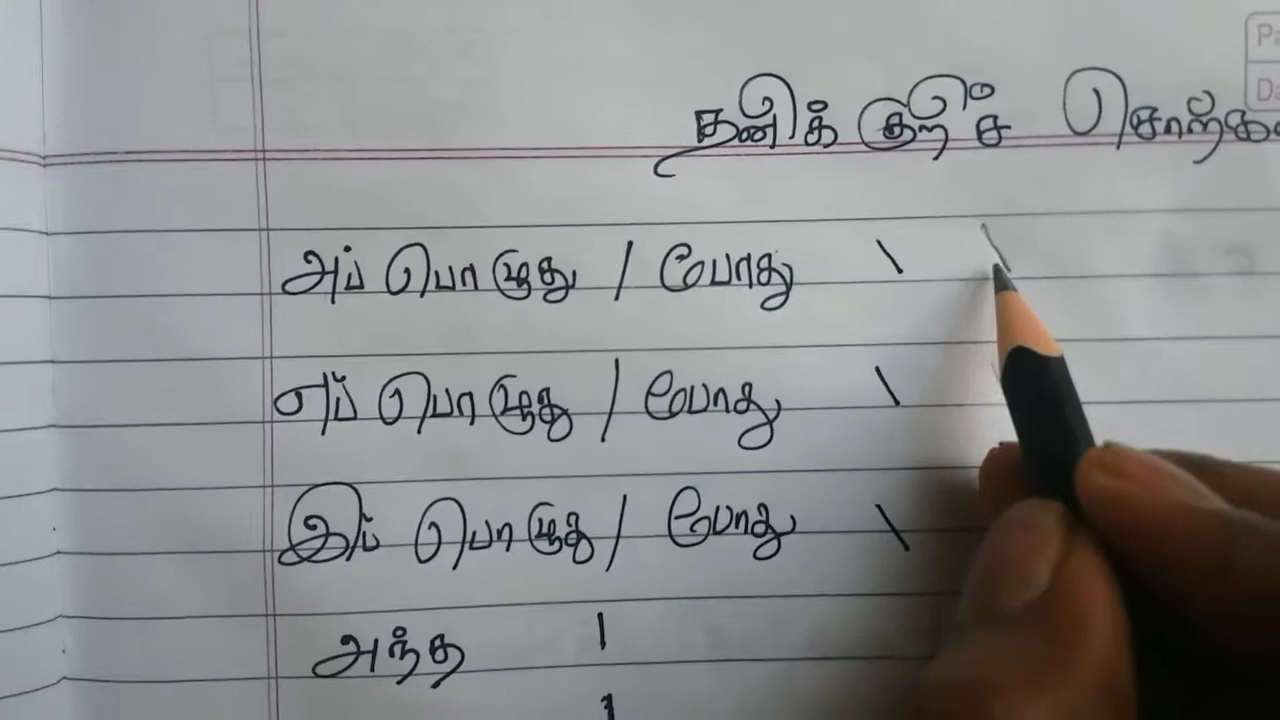 தனிக் குறிச் சொற்க
அப் பொழுது / போது \
எப் பொழுது / போது \
இப் பொழுது / போது \
அந்த |